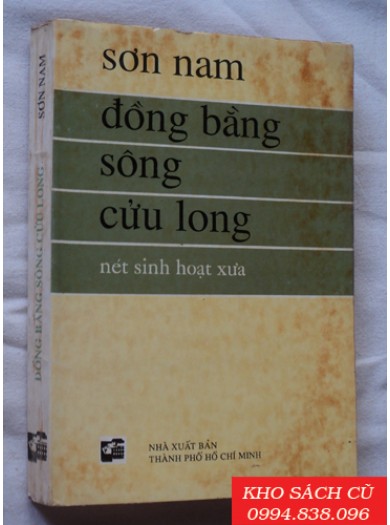 sơn nam
đồng bằng
sông
cửu long
nét sinh hoạt xưa
NHÀ XUẤT BẢN
THÀNH PHỐ HỒ CHÍ MINH
ĐỒNG BẰNG SÔNG CỬU LONG SƠN NAM
KHO SÁCH CŨ
0994.838.096